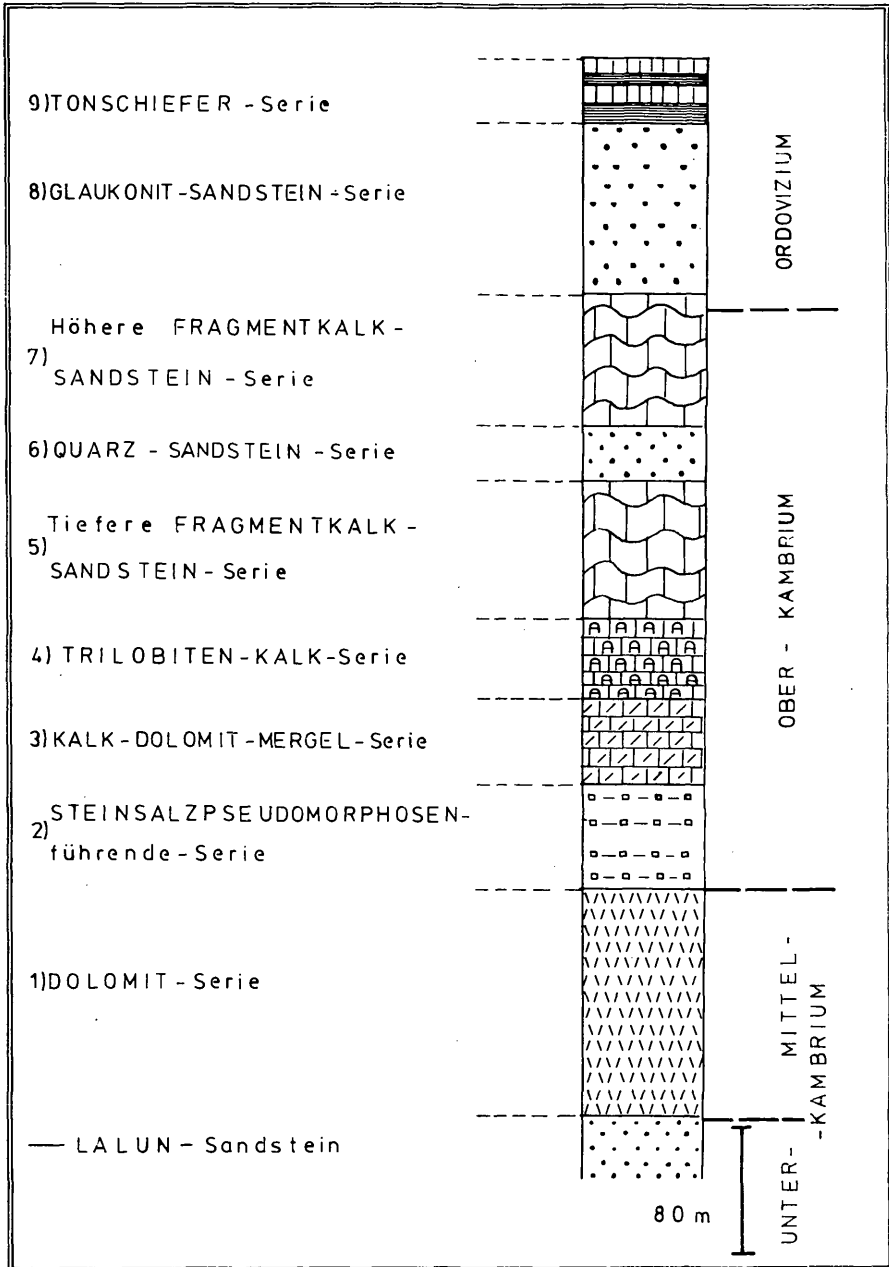 9)TONSCHIEFER - Serie
8)GLAUKONIT-SANDSTEIN-Serie
Höhere FRAGMENTKALK-
7)
SANDSTEIN - Serie
6)QUARZ - SANDSTEIN - Serie
Tiefere FRAGMENTKALK-
5)
SANDSTEIN - Serie
4) TRILOBITEN-KALK-Serie
3)KALK-DOLOMIT-MERGEL-Serie
STEINSALZPSEUDOMORPHOSEN-
2)
führende-Serie
1)DOLOMIT - Serie
— LALUN - Sandstein
ORDOVIZIUM
OBER - KAMBRIUM
MITTEL-
-KAMBRIUM
UNTER-
80 m